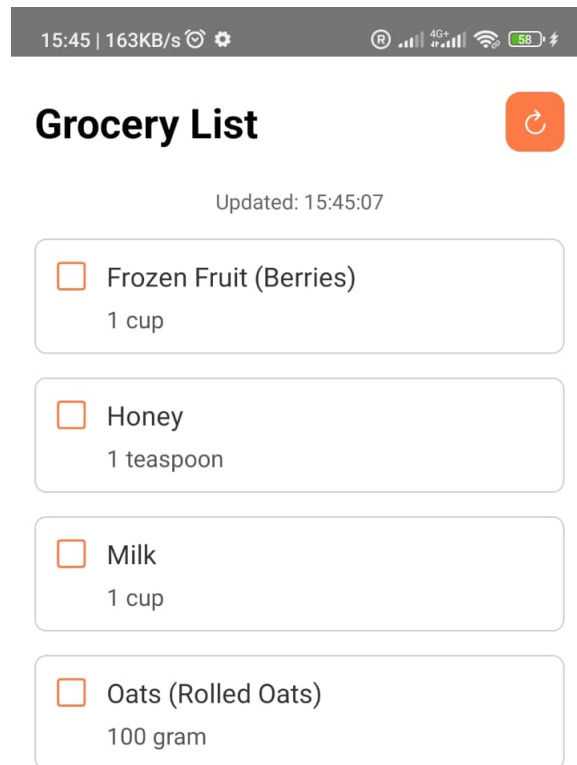 15:45 | 163KB/s
R 4G+ 58
Grocery List
Updated: 15:45:07
Frozen Fruit (Berries)
1 cup
Honey
1 teaspoon
Milk
1 cup
Oats (Rolled Oats)
100 gram